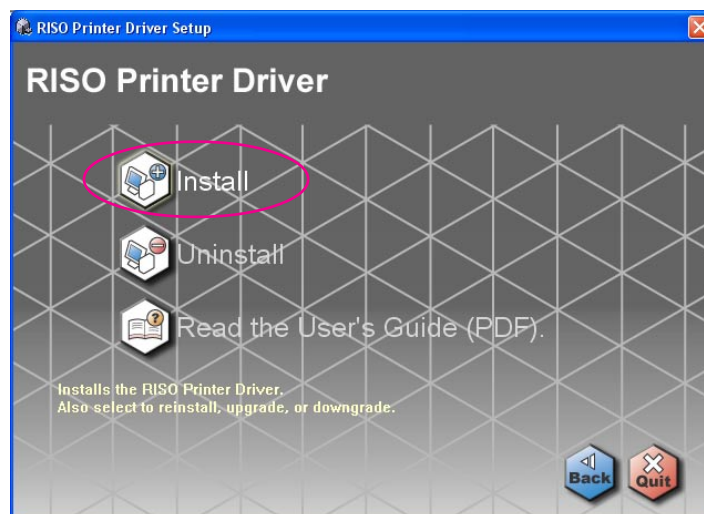 RISO Printer Driver Setup
RISO Printer Driver
Install
Uninstall
Read the User's Guide (PDF).
Installs the RISO Printer Driver.
Also select to reinstall, upgrade, or downgrade.
Back
Quit